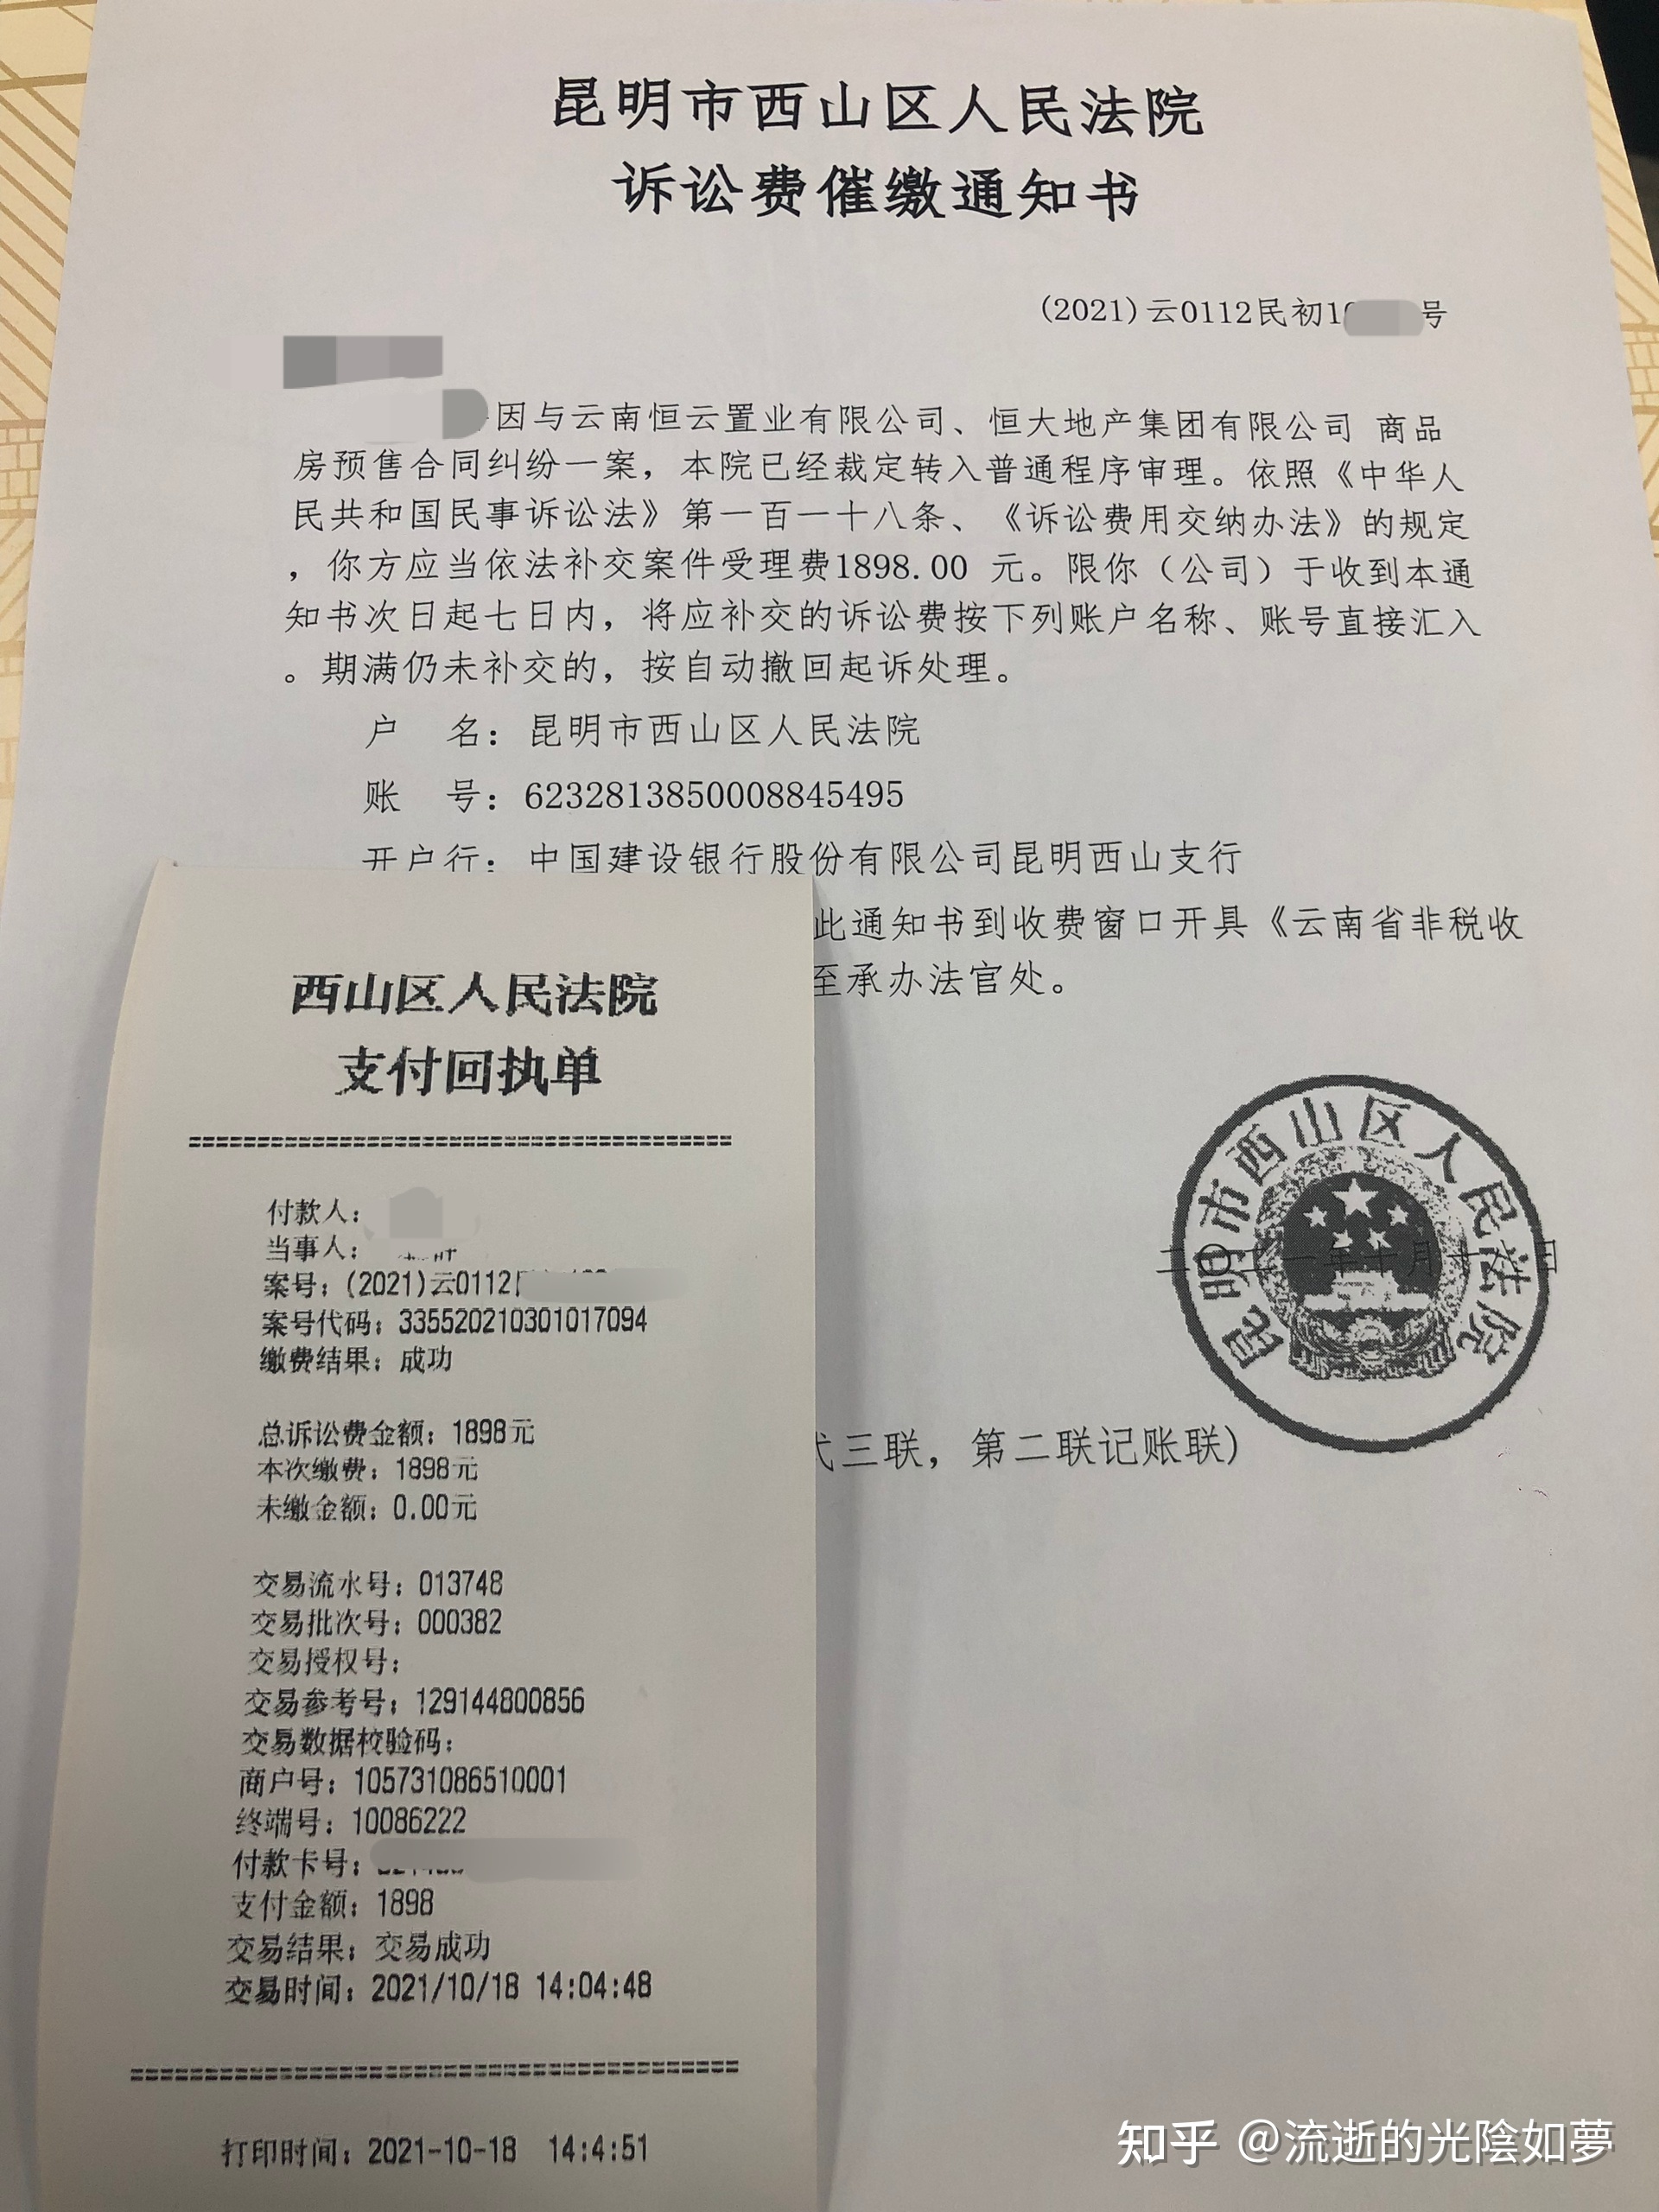 昆明市西山区人民法院
诉讼费催缴通知书
(2021)云0112民初10 号
因与云南恒云置业有限公司、恒大地产集团有限公司 商品
房预售合同纠纷一案，本院已经裁定转入普通程序审理。依照《中华人
民共和国民事诉讼法》第一百一十八条、《诉讼费用交纳办法》的规定
，你方应当依法补交案件受理费1898.00 元。限你（公司）于收到本通
知书次日起七日内，将应补交的诉讼费按下列账户名称、账号直接汇入
。期满仍未补交的，按自动撤回起诉处理。
户 名：昆明市西山区人民法院
账 号：6232813850008845495
开户行：中国建设银行股份有限公司昆明西山支行
此通知书到收费窗口开具《云南省非税收
至承办法官处。
昆明市西山区人民法院
二〇二一年十月十八日
式三联，第二联记账联)
西山区人民法院
支付回执单
========================================
付款人：
当事人：
案号：(2021)云0112
案号代码：335520210301017094
缴费结果：成功
总诉讼费金额：1898元
本次缴费：1898元
未缴金额：0.00元
交易流水号：013748
交易批次号：000382
交易授权号：
交易参考号：129144800856
交易数据校验码：
商户号：105731086510001
终端号：10086222
付款卡号：
支付金额：1898
交易结果：交易成功
交易时间：2021/10/18 14:04:48
========================================
打印时间：2021-10-18 14:4:51
知乎 @流逝的光陰如夢